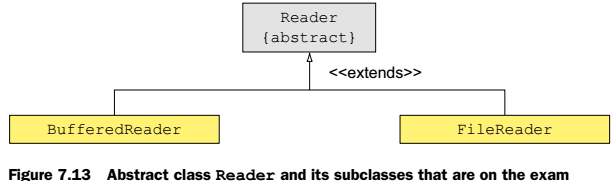 Reader
{abstract}
<<extends>>
BufferedReader
FileReader
Figure 7.13 Abstract class Reader and its subclasses that are on the exam